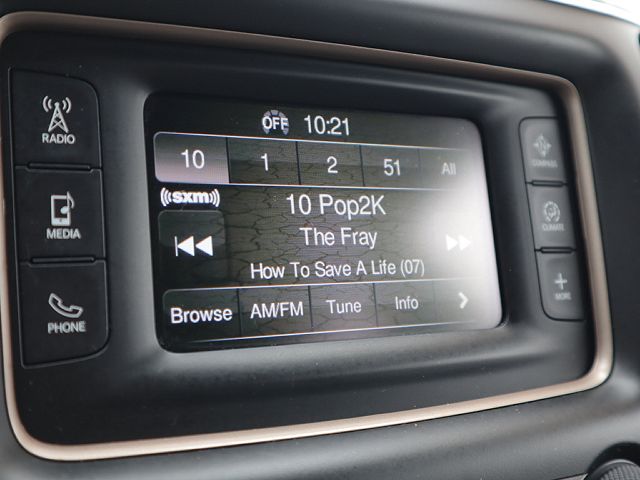 OFF 10:21
10 1 2 51 All
((sxm))
10 Pop2K
The Fray
How To Save A Life (07)
Browse AM/FM Tune Info
RADIO
MEDIA
PHONE
COMPASS
CLIMATE
MORE